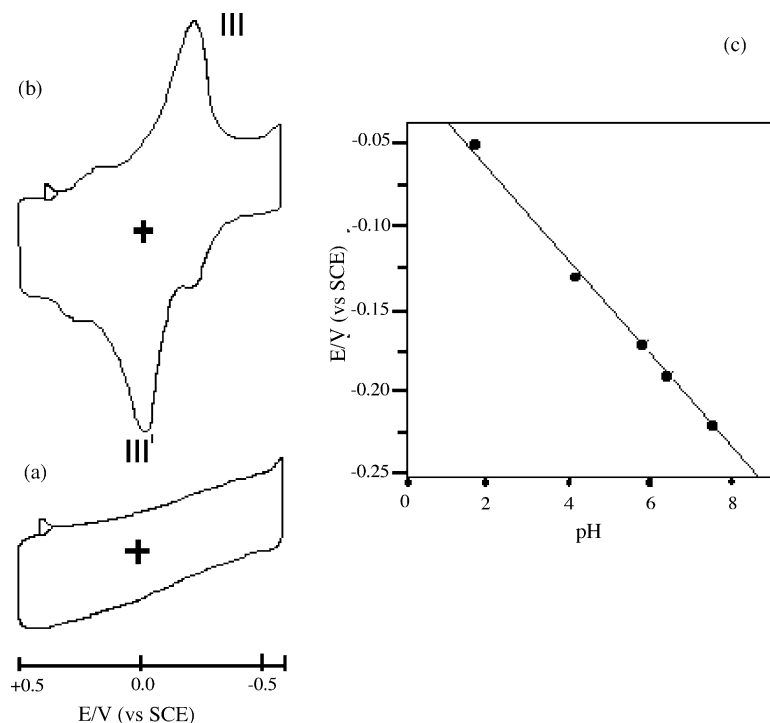 III
(c)
(b)
-0.05
-0.10
E/V (vs SCE)
-0.15
-0.20
III'
-0.25
(a)
0 2 4 6 8
pH
+0.5 0.0 -0.5
E/V (vs SCE)